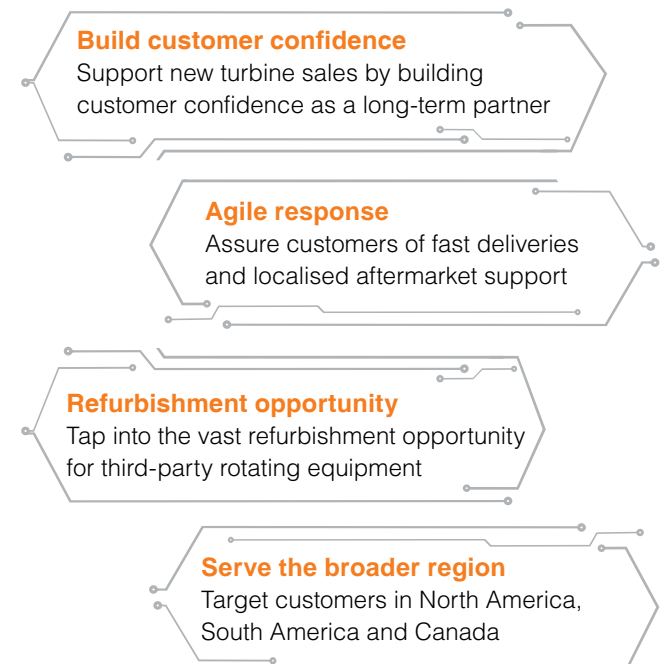 Build customer confidence
Support new turbine sales by building
customer confidence as a long-term partner
Agile response
Assure customers of fast deliveries
and localised aftermarket support
Refurbishment opportunity
Tap into the vast refurbishment opportunity
for third-party rotating equipment
Serve the broader region
Target customers in North America,
South America and Canada